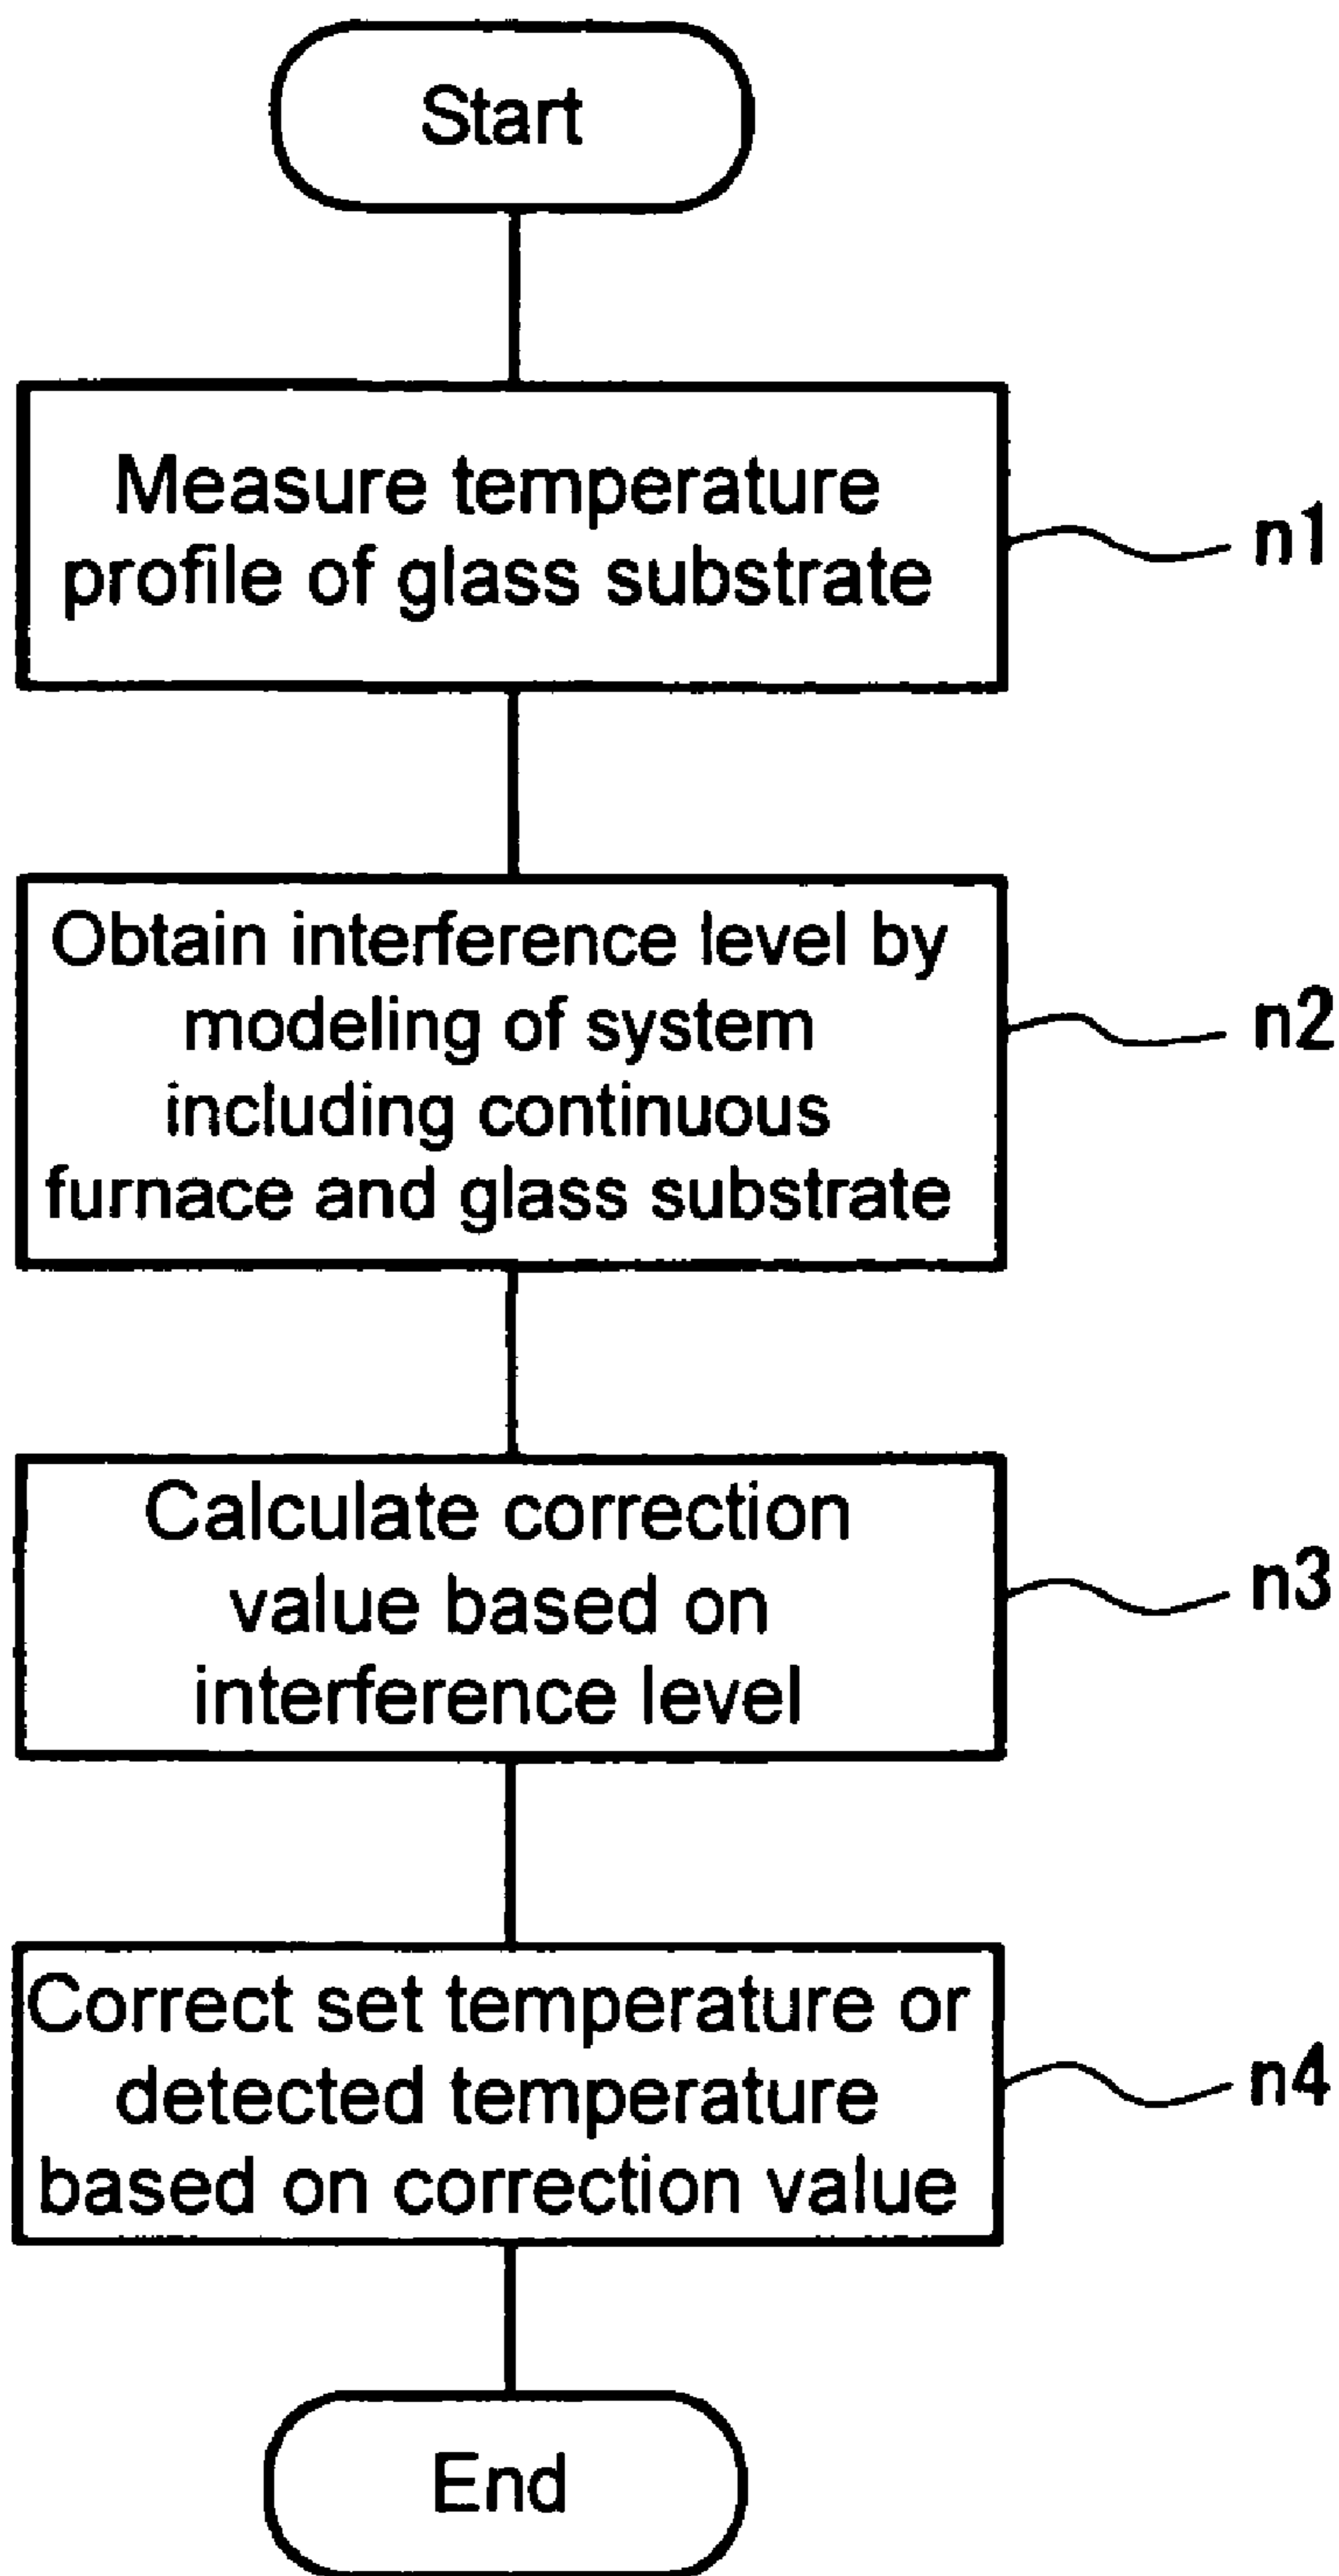 Start
Measure temperature
profile of glass substrate
n1
Obtain interference level by
modeling of system
including continuous
furnace and glass substrate
n2
Calculate correction
value based on
interference level
n3
Correct set temperature or
detected temperature
based on correction value
n4
End